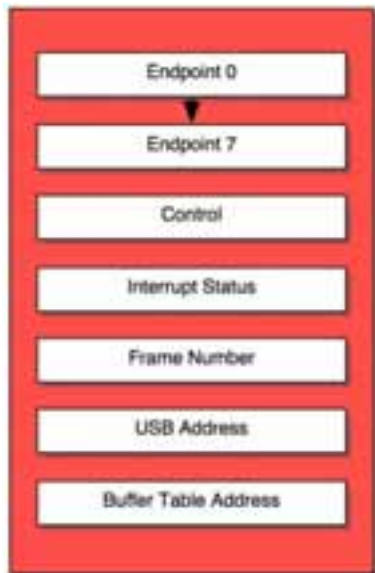 Endpoint 0
Endpoint 7
Control
Interrupt Status
Frame Number
USB Address
Buffer Table Address